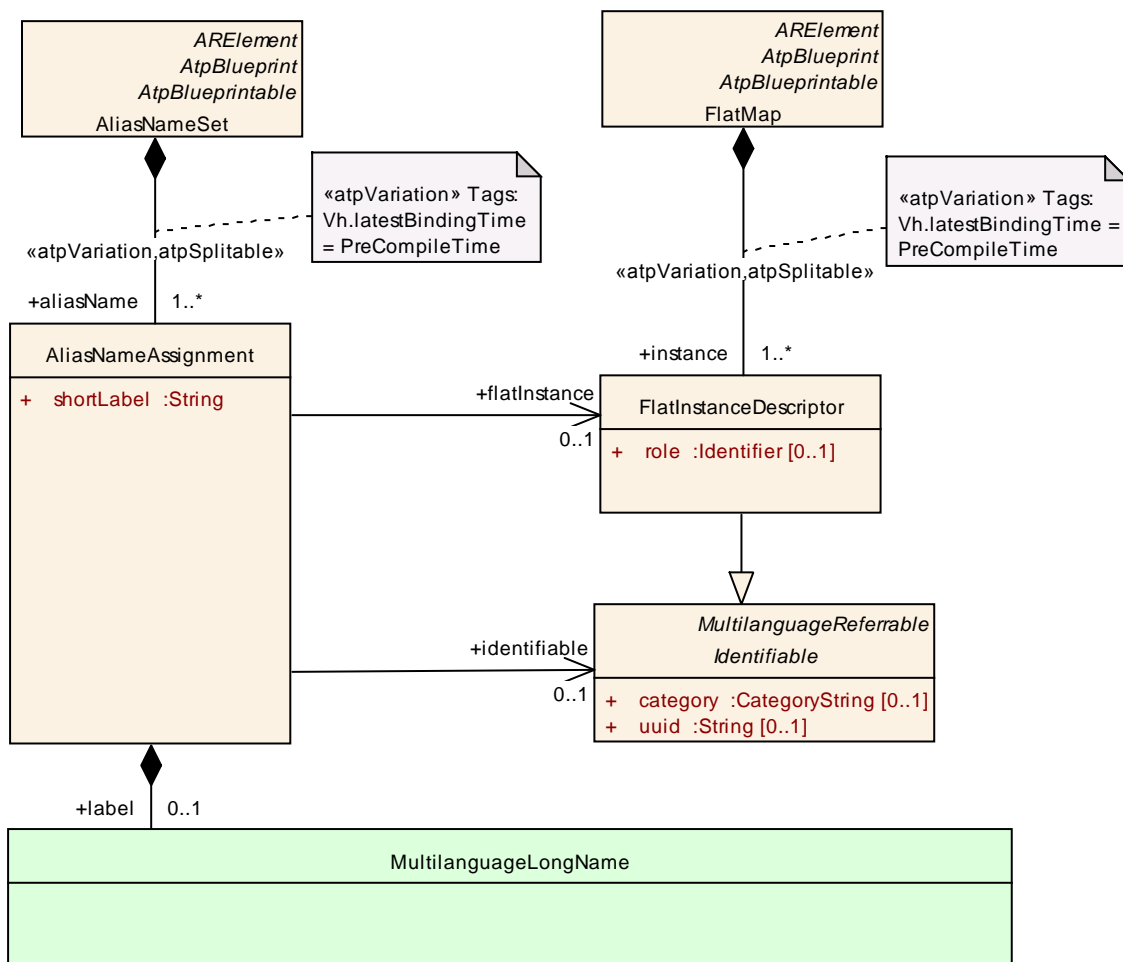 ARElement
AtpBlueprint
AtpBlueprintable
AliasNameSet
ARElement
AtpBlueprint
AtpBlueprintable
FlatMap
«atpVariation» Tags:
Vh.latestBindingTime
= PreCompileTime
«atpVariation» Tags:
Vh.latestBindingTime =
PreCompileTime
«atpVariation,atpSplitable»
«atpVariation,atpSplitable»
+aliasName 1..*
+instance 1..*
AliasNameAssignment
+ shortLabel :String
+flatInstance
0..1
FlatInstanceDescriptor
+ role :Identifier [0..1]
+identifiable
0..1
MultilanguageReferrable
Identifiable
+ category :CategoryString [0..1]
+ uuid :String [0..1]
+label 0..1
MultilanguageLongName